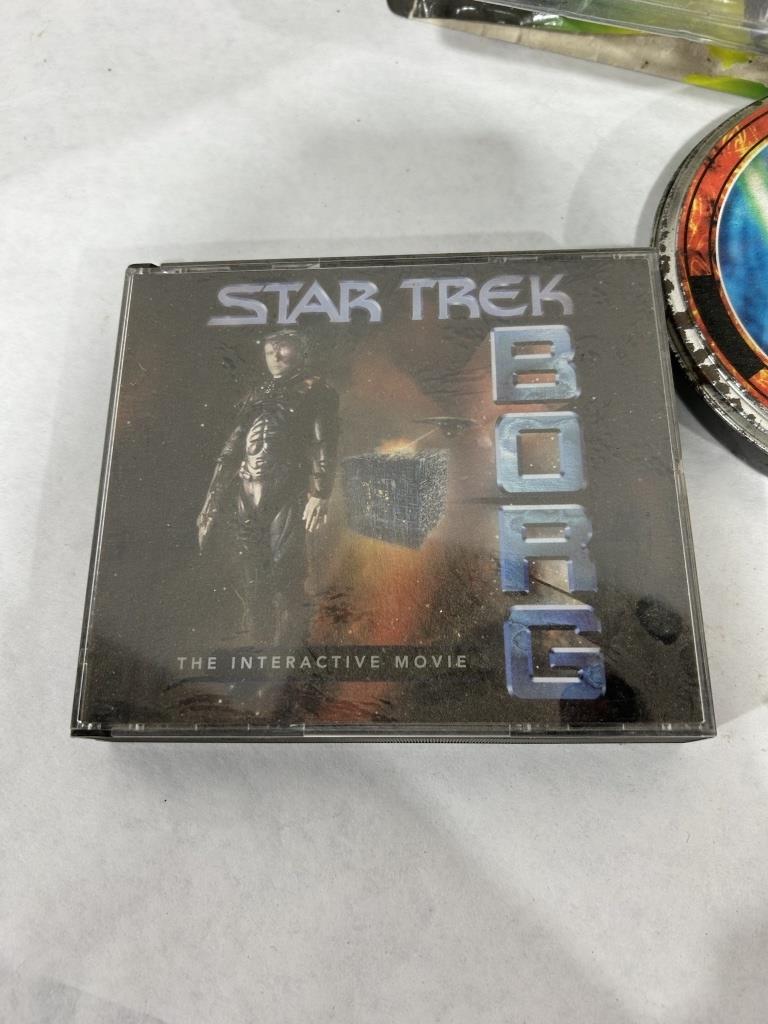 STAR TREK
BORG
THE INTERACTIVE MOVIE